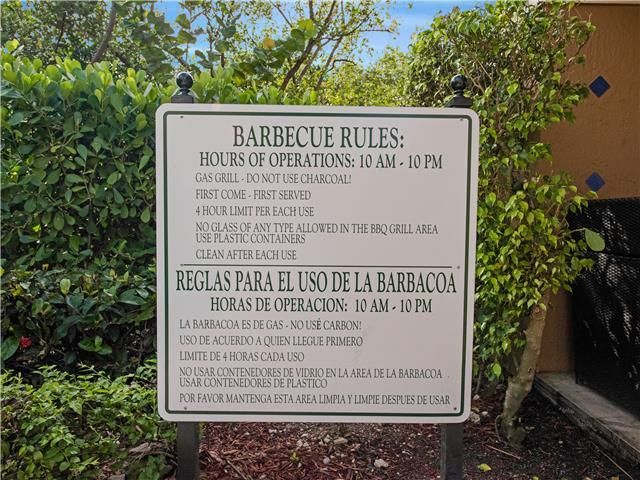 BARBECUE RULES:
HOURS OF OPERATIONS: 10 AM - 10 PM
GAS GRILL - DO NOT USE CHARCOAL!
FIRST COME - FIRST SERVED
4 HOUR LIMIT PER EACH USE
NO GLASS OF ANY TYPE ALLOWED IN THE BBQ GRILL AREA
USE PLASTIC CONTAINERS
CLEAN AFTER EACH USE
REGLAS PARA EL USO DE LA BARBACOA
HORAS DE OPERACION: 10 AM - 10 PM
LA BARBACOA ES DE GAS - NO USÉ CARBON!
USO DE ACUERDO A QUIEN LLEGUE PRIMERO
LIMITE DE 4 HORAS CADA USO
NO USAR CONTENEDORES DE VIDRIO EN LA AREA DE LA BARBACOA
USAR CONTENEDORES DE PLASTICO
POR FAVOR MANTENGA ESTA AREA LIMPIA Y LIMPIE DESPUES DE USAR